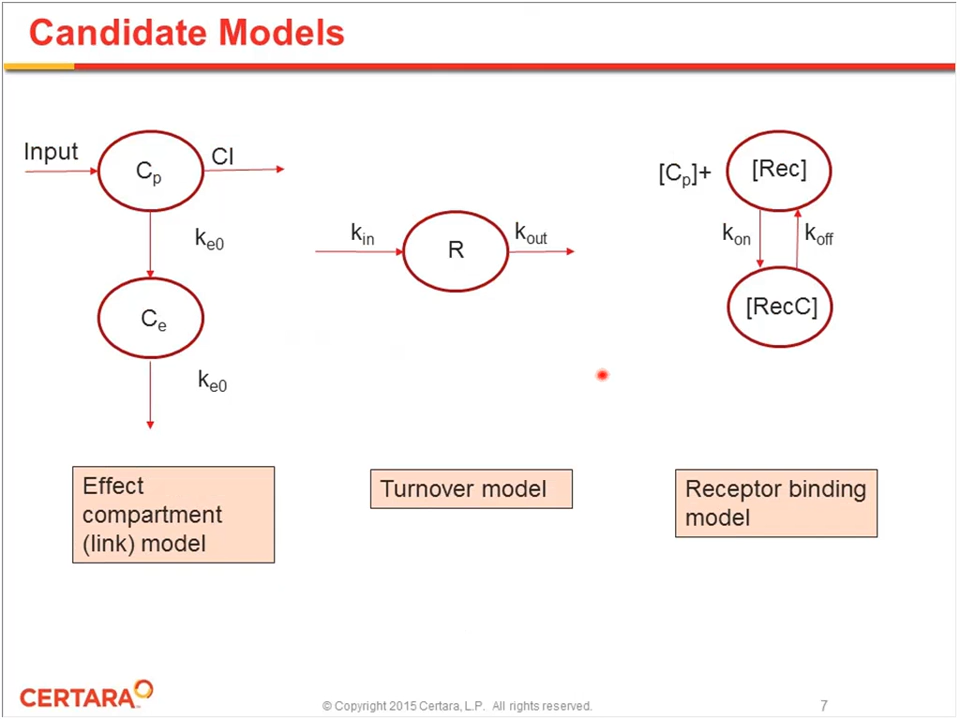 Candidate Models
Input
Cp
Cl
ke0
Ce
ke0
kin
R
kout
[Cp]+
[Rec]
kon
koff
[RecC]
Effect
compartment
(link) model
Turnover model
Receptor binding
model
CERTARA
© Copyright 2015 Certara, L.P. All rights reserved.
7